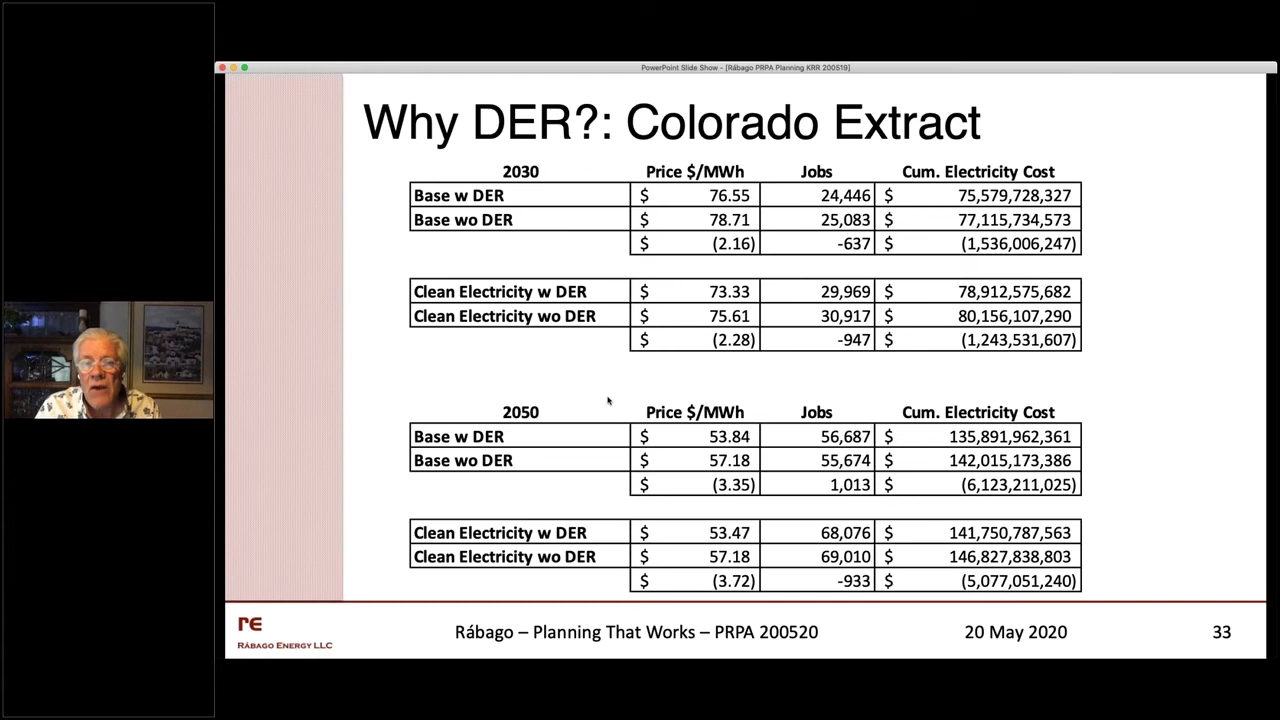 PowerPoint Slide Show - [Rábago PRPA Planning KRR 200519]
Why DER?: Colorado Extract
2030 Price $/MWh Jobs Cum. Electricity Cost
Base w DER $ 76.55 24,446 $ 75,579,728,327
Base wo DER $ 78.71 25,083 $ 77,115,734,573
$ (2.16) -637 $ (1,536,006,247)
Clean Electricity w DER $ 73.33 29,969 $ 78,912,575,682
Clean Electricity wo DER $ 75.61 30,917 $ 80,156,107,290
$ (2.28) -947 $ (1,243,531,607)
2050 Price $/MWh Jobs Cum. Electricity Cost
Base w DER $ 53.84 56,687 $ 135,891,962,361
Base wo DER $ 57.18 55,674 $ 142,015,173,386
$ (3.35) 1,013 $ (6,123,211,025)
Clean Electricity w DER $ 53.47 68,076 $ 141,750,787,563
Clean Electricity wo DER $ 57.18 69,010 $ 146,827,838,803
$ (3.72) -933 $ (5,077,051,240)
re
RÁBAGO ENERGY LLC
Rábago – Planning That Works – PRPA 200520 20 May 2020 33